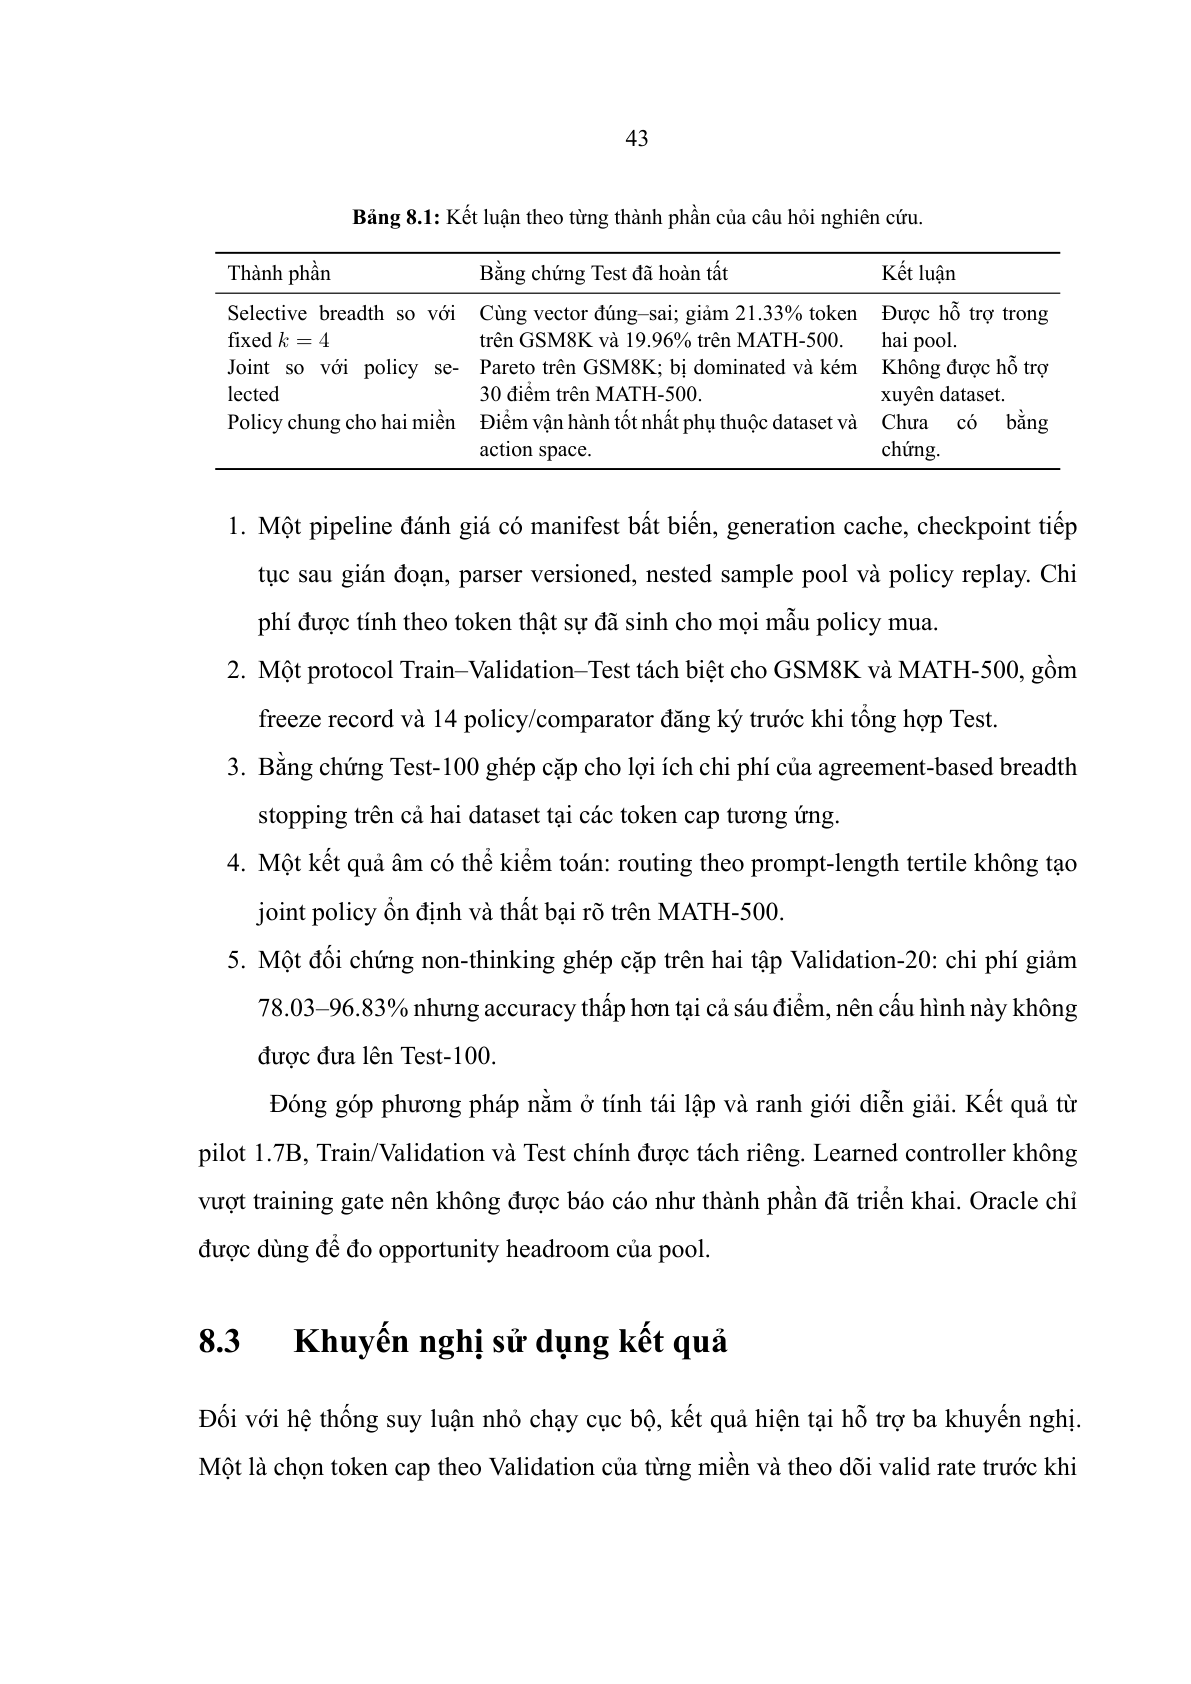 43
Bảng 8.1: Kết luận theo từng thành phần của câu hỏi nghiên cứu.
Thành phần Bằng chứng Test đã hoàn tất Kết luận
Selective breadth so với Cùng vector đúng–sai; giảm 21.33% token Được hỗ trợ trong
fixed k = 4 trên GSM8K và 19.96% trên MATH-500. hai pool.
Joint so với policy se- Pareto trên GSM8K; bị dominated và kém Không được hỗ trợ
lected 30 điểm trên MATH-500. xuyên dataset.
Policy chung cho hai miền Điểm vận hành tốt nhất phụ thuộc dataset và Chưa có bằng
action space. chứng.
1. Một pipeline đánh giá có manifest bất biến, generation cache, checkpoint tiếp
tục sau gián đoạn, parser versioned, nested sample pool và policy replay. Chi
phí được tính theo token thật sự đã sinh cho mọi mẫu policy mua.
2. Một protocol Train–Validation–Test tách biệt cho GSM8K và MATH-500, gồm
freeze record và 14 policy/comparator đăng ký trước khi tổng hợp Test.
3. Bằng chứng Test-100 ghép cặp cho lợi ích chi phí của agreement-based breadth
stopping trên cả hai dataset tại các token cap tương ứng.
4. Một kết quả âm có thể kiểm toán: routing theo prompt-length tertile không tạo
joint policy ổn định và thất bại rõ trên MATH-500.
5. Một đối chứng non-thinking ghép cặp trên hai tập Validation-20: chi phí giảm
78.03–96.83% nhưng accuracy thấp hơn tại cả sáu điểm, nên cấu hình này không
được đưa lên Test-100.
Đóng góp phương pháp nằm ở tính tái lập và ranh giới diễn giải. Kết quả từ
pilot 1.7B, Train/Validation và Test chính được tách riêng. Learned controller không
vượt training gate nên không được báo cáo như thành phần đã triển khai. Oracle chỉ
được dùng để đo opportunity headroom của pool.
8.3 Khuyến nghị sử dụng kết quả
Đối với hệ thống suy luận nhỏ chạy cục bộ, kết quả hiện tại hỗ trợ ba khuyến nghị.
Một là chọn token cap theo Validation của từng miền và theo dõi valid rate trước khi